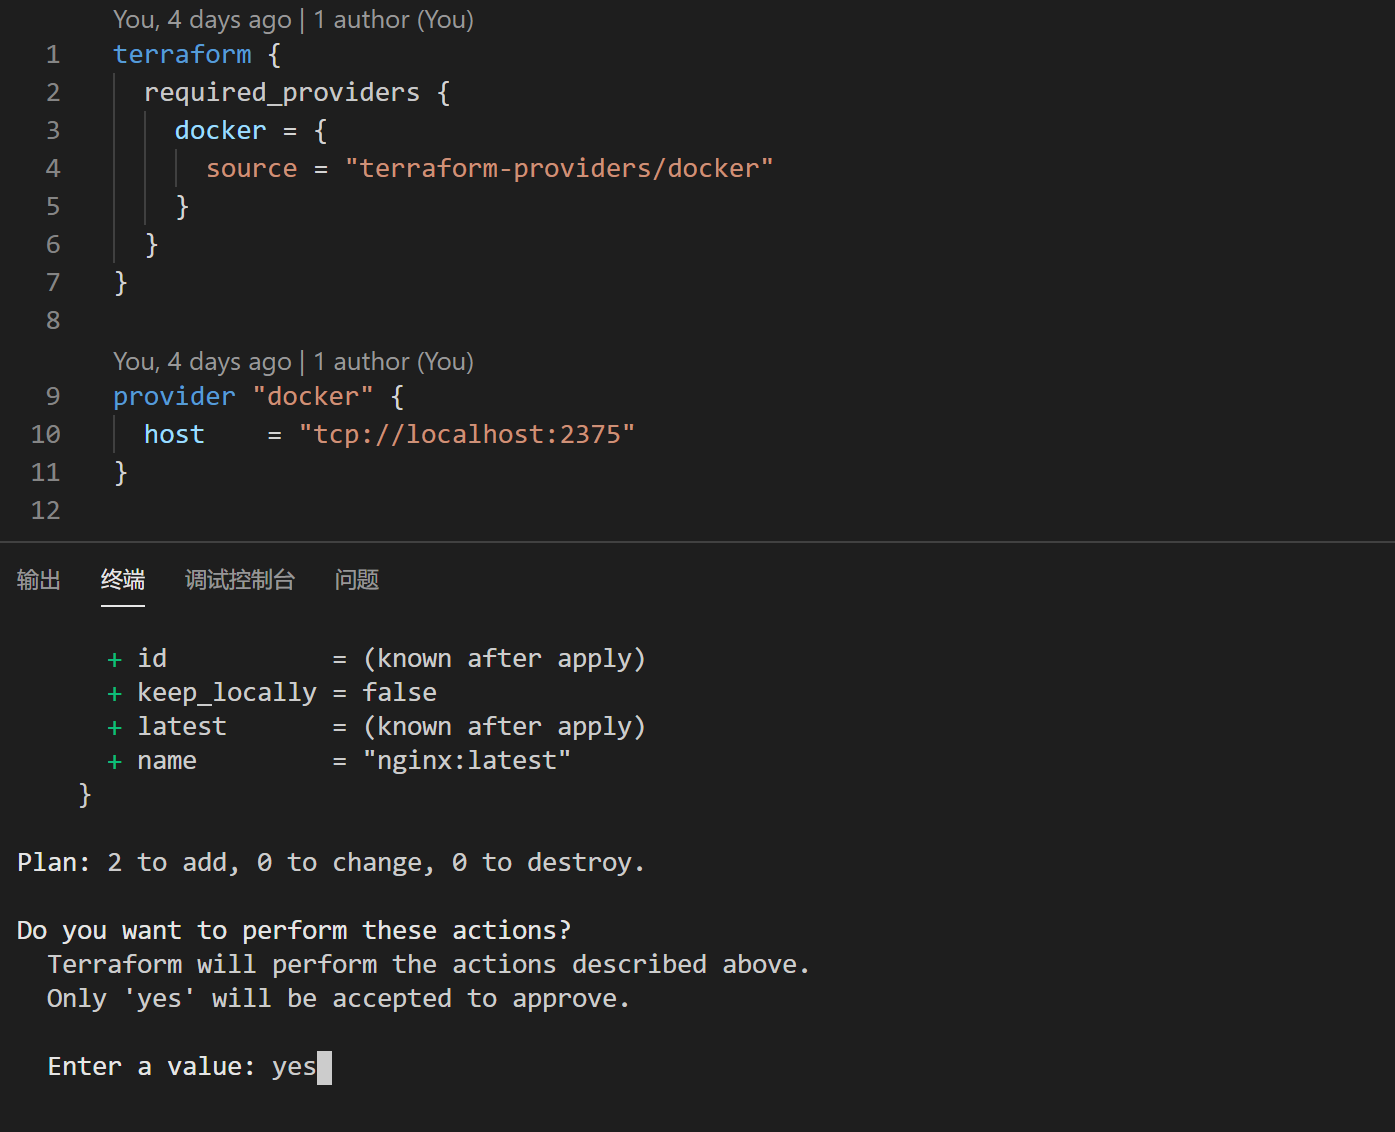 You, 4 days ago | 1 author (You)
1 terraform {
2 required_providers {
3 docker = {
4 source = "terraform-providers/docker"
5 }
6 }
7 }
8
You, 4 days ago | 1 author (You)
9 provider "docker" {
10 host    = "tcp://localhost:2375"
11 }
12
输出 终端 调试控制台 问题
+ id           = (known after apply)
+ keep_locally = false
+ latest       = (known after apply)
+ name         = "nginx:latest"
}
Plan: 2 to add, 0 to change, 0 to destroy.
Do you want to perform these actions?
Terraform will perform the actions described above.
Only 'yes' will be accepted to approve.
Enter a value: yes